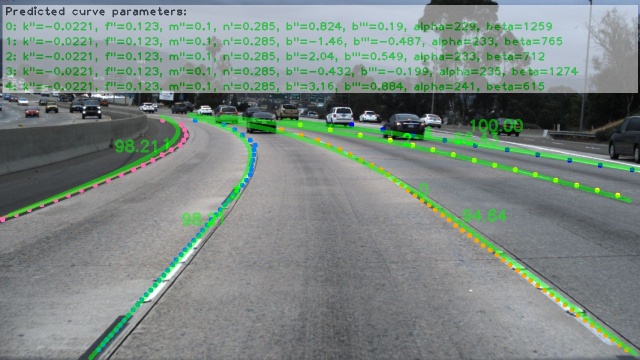 Predicted curve parameters:
0: k''=-0.0221, f''=0.123, m''=0.1, n'=0.285, b''=0.824, b'''=0.19, alpha=229, beta=1259
1: k''=-0.0221, f''=0.123, m''=0.1, n'=0.285, b''=-1.46, b'''=-0.487, alpha=233, beta=765
2: k''=-0.0221, f''=0.123, m''=0.1, n'=0.285, b''=2.04, b'''=0.549, alpha=233, beta=712
3: k''=-0.0221, f''=0.123, m''=0.1, n'=0.285, b''=-0.432, b'''=-0.199, alpha=235, beta=1274
4: k''=-0.0221, f''=0.123, m''=0.1, n'=0.285, b''=3.16, b'''=0.884, alpha=241, beta=615
100.00
98.21
94.64